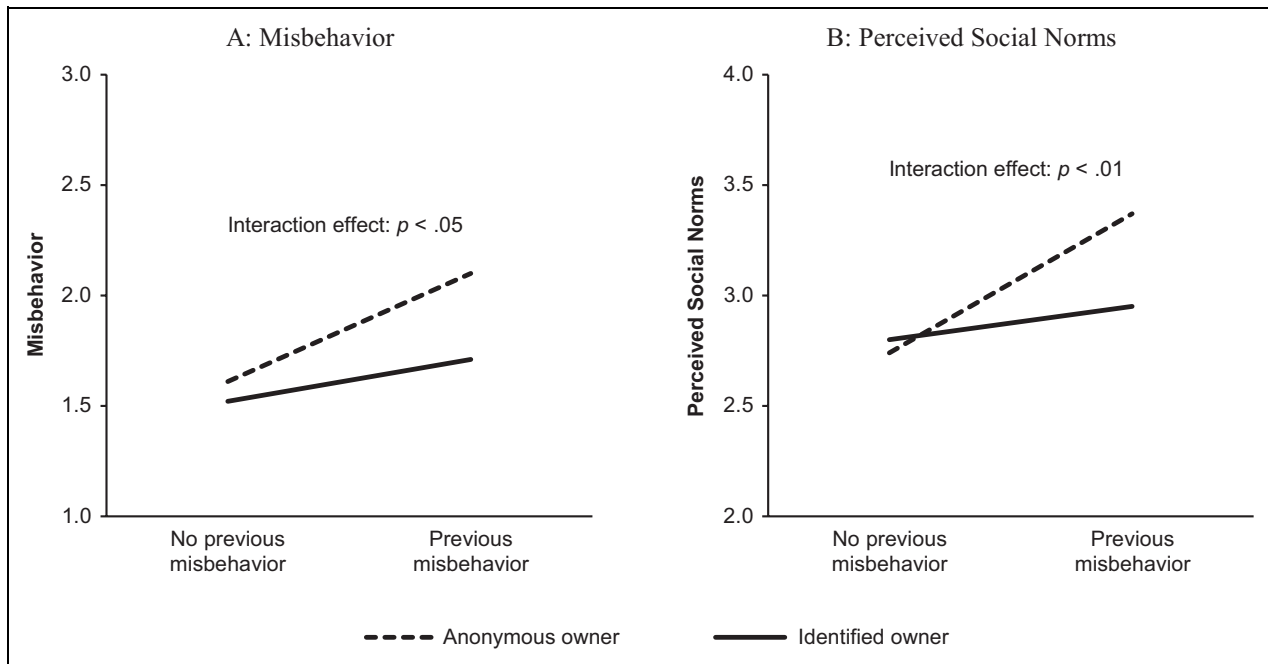 A: Misbehavior
3.0
2.5
2.0
1.5
1.0
Misbehavior
Interaction effect: p < .05
No previous
misbehavior
Previous
misbehavior
B: Perceived Social Norms
4.0
3.5
3.0
2.5
2.0
Perceived Social Norms
Interaction effect: p < .01
No previous
misbehavior
Previous
misbehavior
Anonymous owner
Identified owner